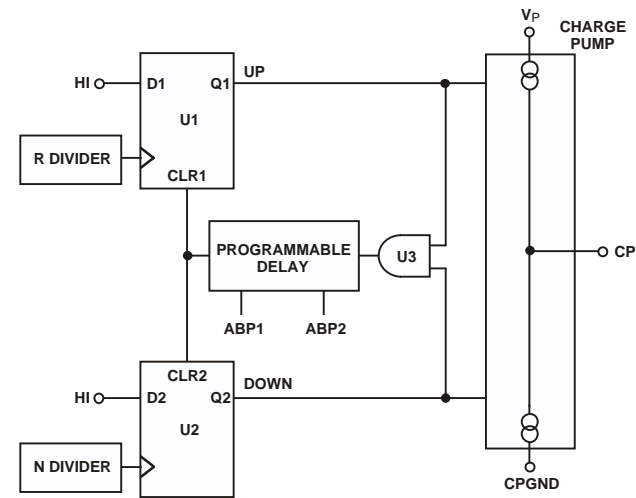 VP
CHARGE
PUMP
HI
D1
Q1
UP
U1
R DIVIDER
CLR1
PROGRAMMABLE
DELAY
U3
CP
ABP1
ABP2
CLR2
DOWN
HI
D2
Q2
U2
N DIVIDER
CPGND